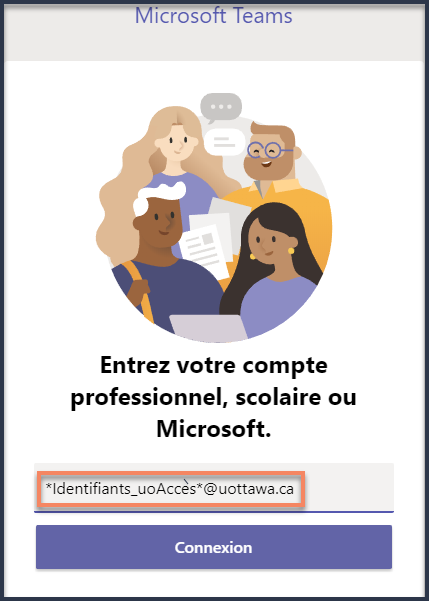 Microsoft Teams
Entrez votre compte
professionnel, scolaire ou
Microsoft.
*Identifiants_uoAccès*@uottawa.ca
Connexion